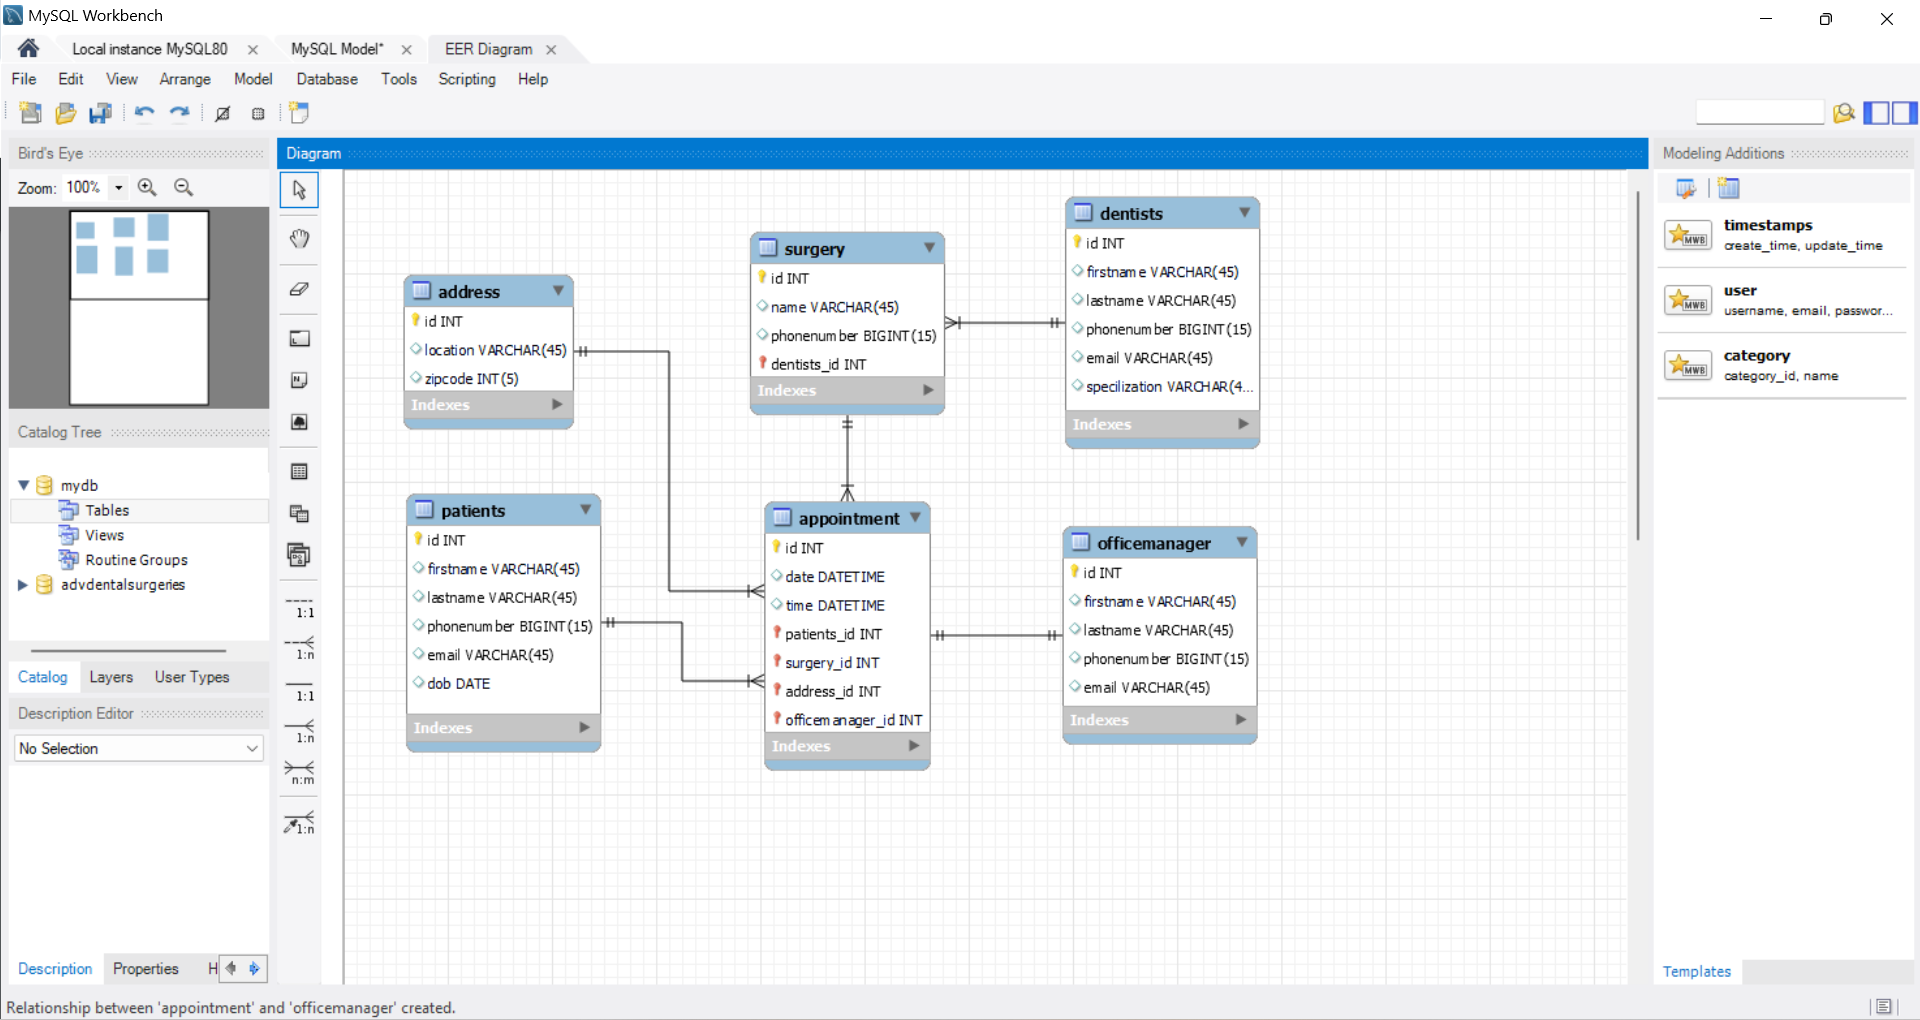 MySQL Workbench
Local instance MySQL80
MySQL Model*
EER Diagram
File Edit View Arrange Model Database Tools Scripting Help
Bird's Eye
Zoom: 100%
Catalog Tree
mydb
Tables
Views
Routine Groups
advdentalsurgeries
Catalog Layers User Types
Description Editor
No Selection
Description Properties H
Diagram
1:1
1:n
1:1
1:n
n:m
1:n
address
id INT
location VARCHAR(45)
zipcode INT(5)
Indexes
surgery
id INT
name VARCHAR(45)
phonenumber BIGINT(15)
dentists_id INT
Indexes
dentists
id INT
firstname VARCHAR(45)
lastname VARCHAR(45)
phonenumber BIGINT(15)
email VARCHAR(45)
specilization VARCHAR(4...
Indexes
patients
id INT
firstname VARCHAR(45)
lastname VARCHAR(45)
phonenumber BIGINT(15)
email VARCHAR(45)
dob DATE
Indexes
appointment
id INT
date DATETIME
time DATETIME
patients_id INT
surgery_id INT
address_id INT
officemanager_id INT
Indexes
officemanager
id INT
firstname VARCHAR(45)
lastname VARCHAR(45)
phonenumber BIGINT(15)
email VARCHAR(45)
Indexes
Modeling Additions
MWB
timestamps
create_time, update_time
MWB
user
username, email, passwor...
MWB
category
category_id, name
Templates
Relationship between 'appointment' and 'officemanager' created.